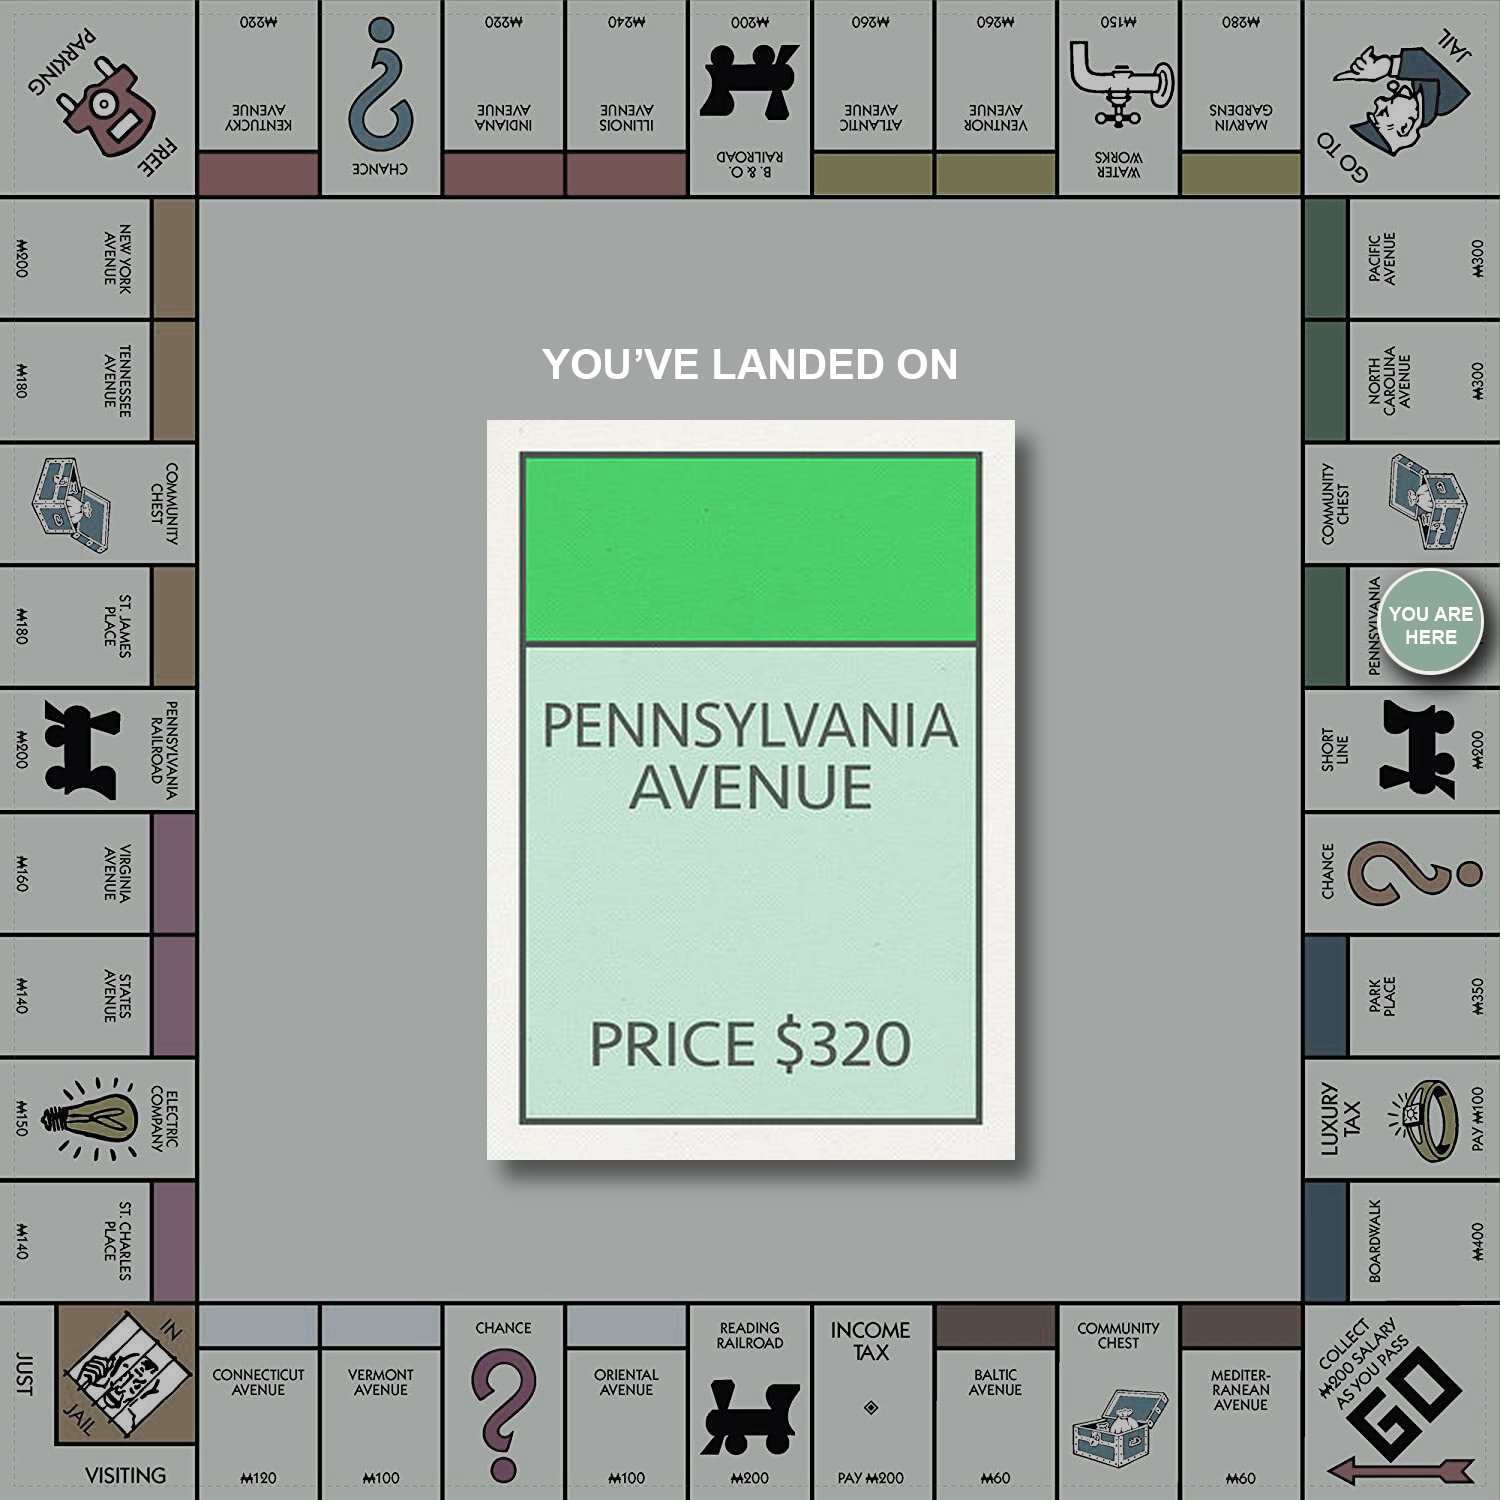 PARKING
FREE
₩220
KENTUCKY
AVENUE
CHANCE
₩220
INDIANA
AVENUE
₩240
ILLINOIS
AVENUE
₩200
B. & O.
RAILROAD
₩260
ATLANTIC
AVENUE
₩260
VENTNOR
AVENUE
₩150
WATER
WORKS
₩280
MARVIN
GARDENS
GO TO
JAIL
NEW YORK
AVENUE
₩200
TENNESSEE
AVENUE
₩180
COMMUNITY
CHEST
ST. JAMES
PLACE
₩180
PENNSYLVANIA
RAILROAD
₩200
VIRGINIA
AVENUE
₩160
STATES
AVENUE
₩140
ELECTRIC
COMPANY
₩150
ST. CHARLES
PLACE
₩140
YOU’VE LANDED ON
PENNSYLVANIA
AVENUE
PRICE $320
PACIFIC
AVENUE
₩300
NORTH
CAROLINA
AVENUE
₩300
COMMUNITY
CHEST
PENNSYLVANIA
YOU ARE
HERE
SHORT
LINE
₩200
CHANCE
PARK
PLACE
₩350
LUXURY
TAX
PAY ₩100
BOARDWALK
₩400
JUST
VISITING
IN
JAIL
CONNECTICUT
AVENUE
₩120
VERMONT
AVENUE
₩100
CHANCE
ORIENTAL
AVENUE
₩100
READING
RAILROAD
₩200
INCOME
TAX
PAY ₩200
BALTIC
AVENUE
₩60
COMMUNITY
CHEST
MEDITER-
RANEAN
AVENUE
₩60
COLLECT
₩200 SALARY
AS YOU PASS
GO